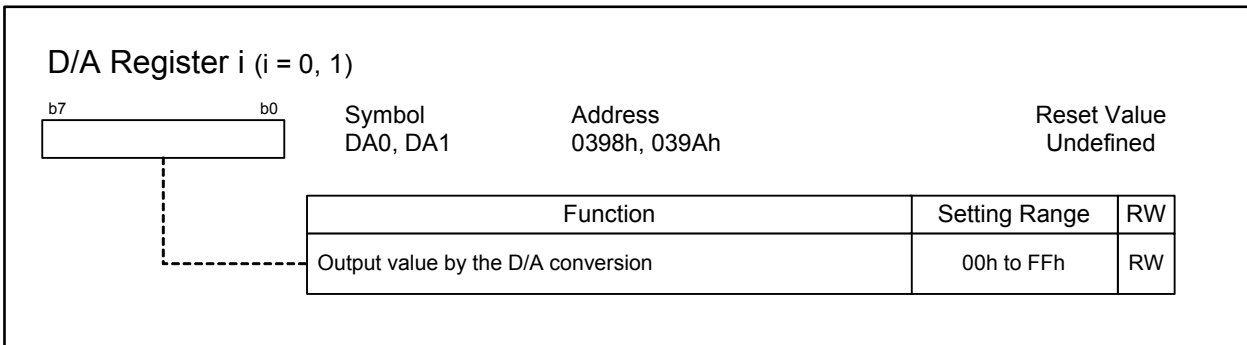 D/A Register i (i = 0, 1)
b7 b0
Symbol Address Reset Value
DA0, DA1 0398h, 039Ah Undefined
Function Setting Range RW
Output value by the D/A conversion 00h to FFh RW